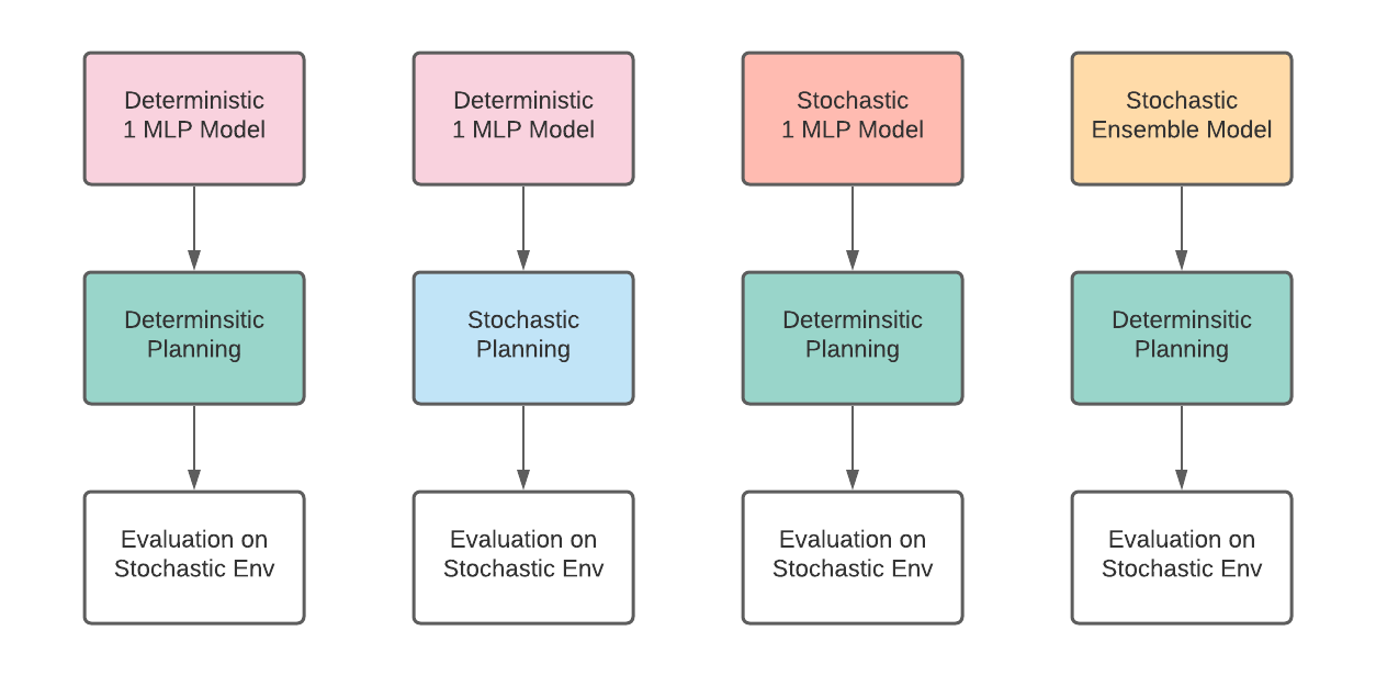 Deterministic
1 MLP Model
Deterministic
1 MLP Model
Stochastic
1 MLP Model
Stochastic
Ensemble Model
Determinsitic
Planning
Stochastic
Planning
Determinsitic
Planning
Determinsitic
Planning
Evaluation on
Stochastic Env
Evaluation on
Stochastic Env
Evaluation on
Stochastic Env
Evaluation on
Stochastic Env